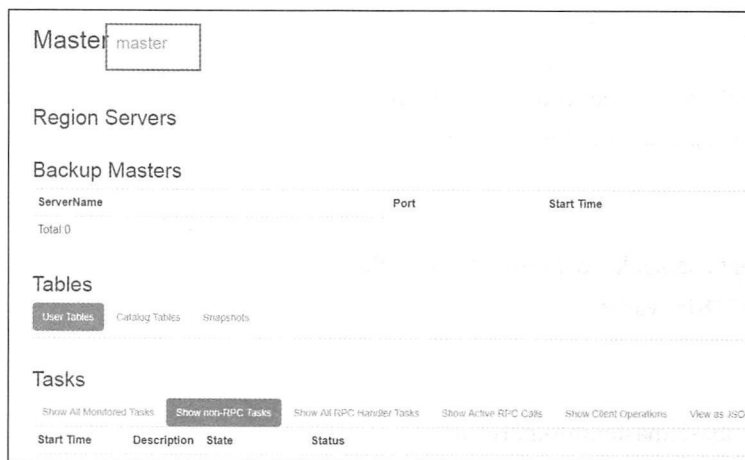 Master master
Region Servers
Backup Masters
ServerName Port Start Time
Total:0
Tables
User Tables Catalog Tables Snapshots
Tasks
Show All Monitored Tasks Show non-RPC Tasks Show All RPC Handler Tasks Show Active RPC Calls Show Client Operations View as JSO
Start Time Description State Status